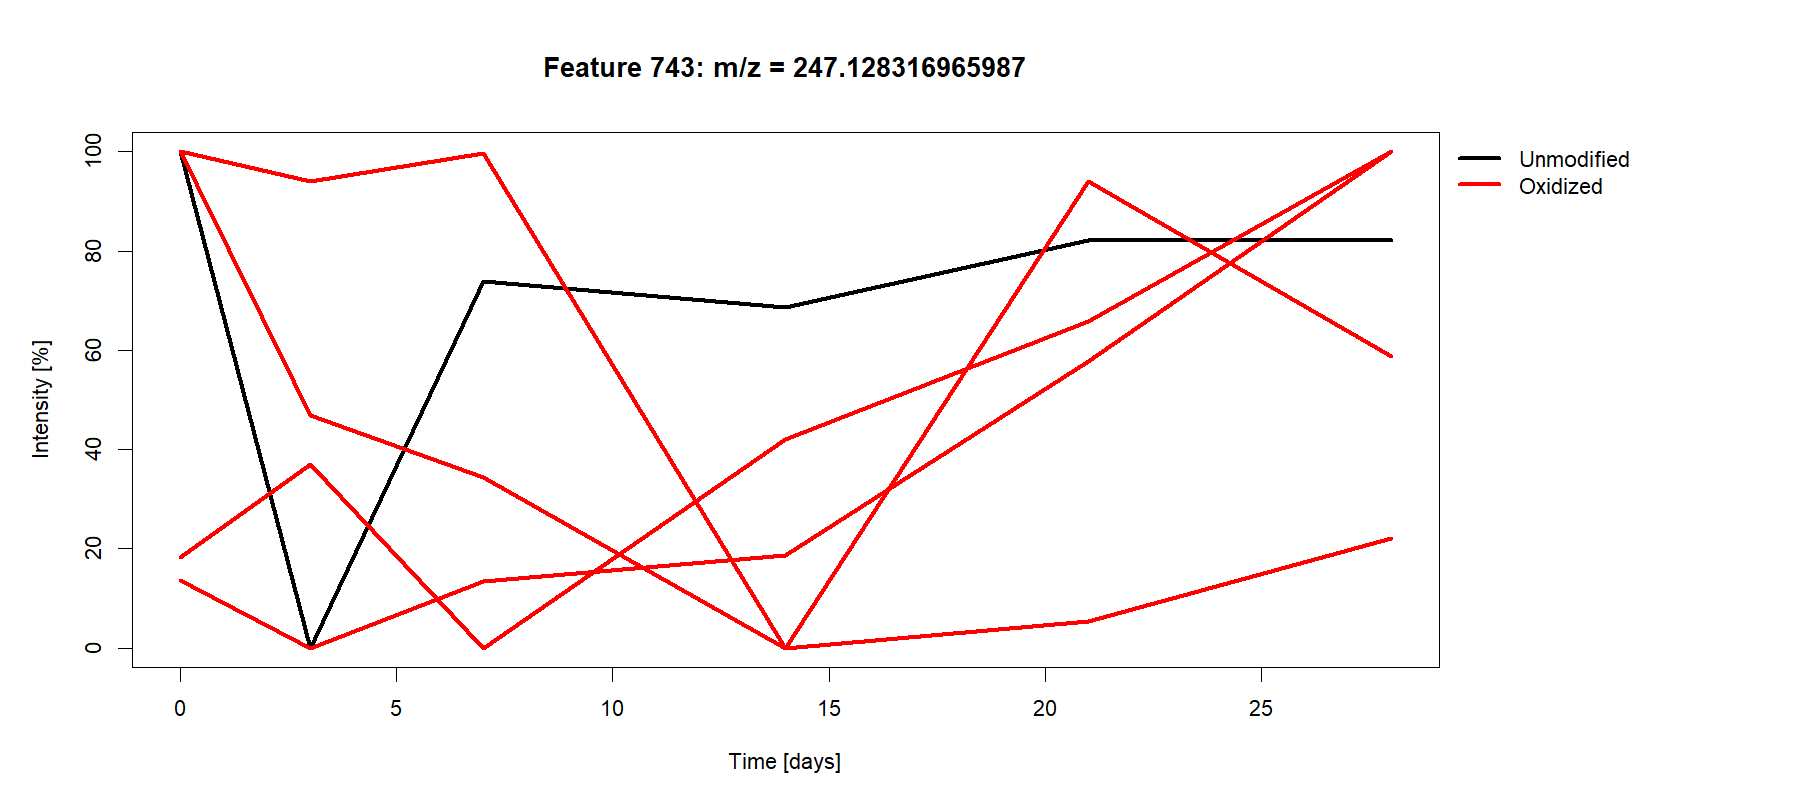 Feature 743: m/z = 247.128316965987
Unmodified
Oxidized
Intensity [%]
100
80
60
40
20
0
0 5 10 15 20 25
Time [days]